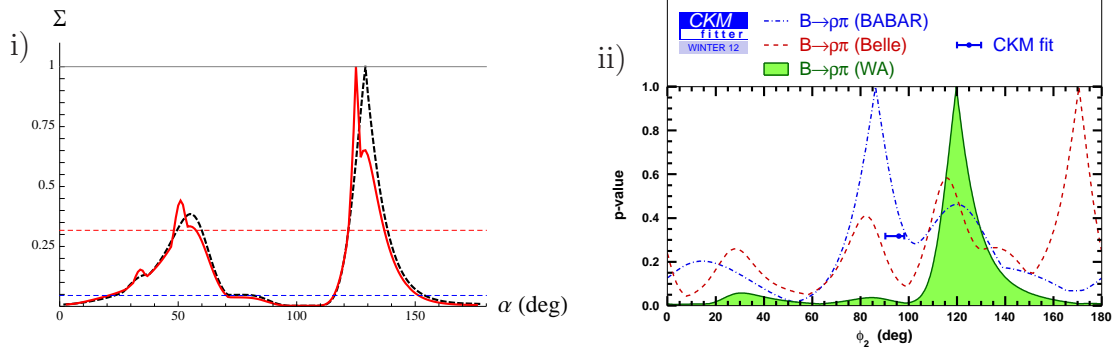 i)
Σ
1
0.75
0.5
0.25
0
50
100
150
α (deg)
ii)
CKM
fitter
WINTER 12
B→ρπ (BABAR)
B→ρπ (Belle)
B→ρπ (WA)
CKM fit
p-value
1.0
0.8
0.6
0.4
0.2
0.0
0 20 40 60 80 100 120 140 160 180
ϕ2 (deg)